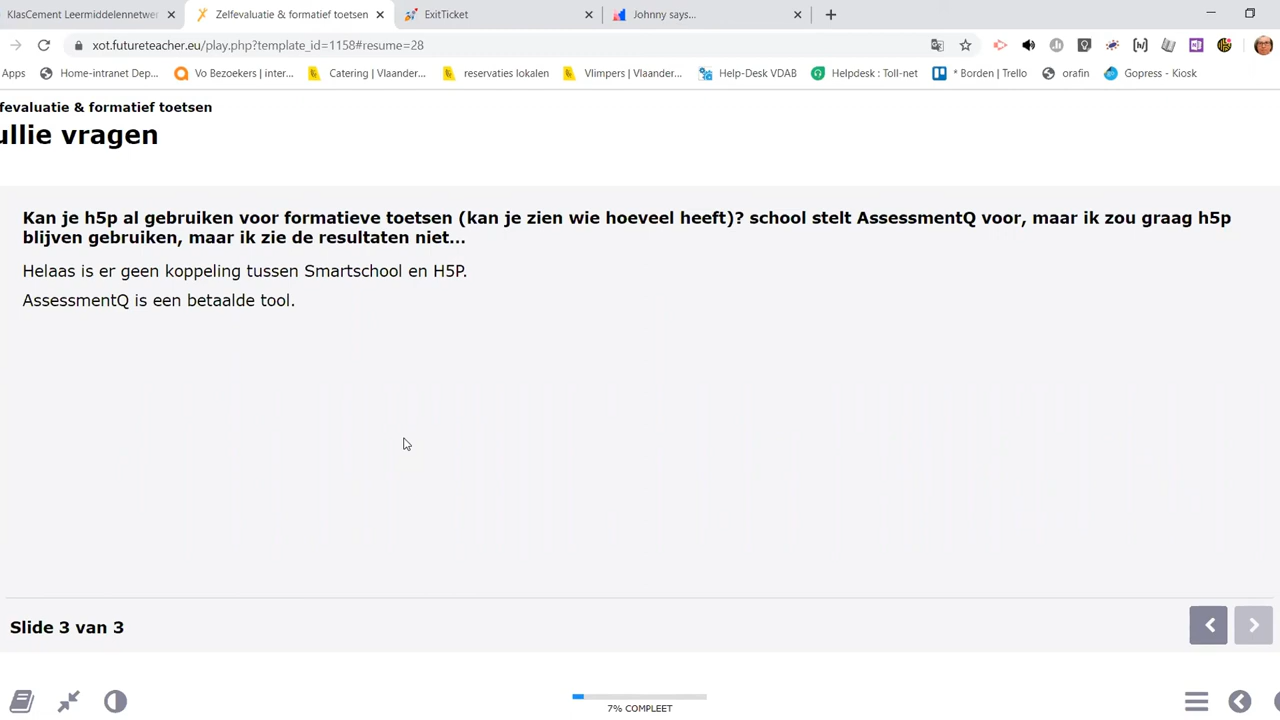 KlasCement Leermiddelennetwer
Zelfevaluatie & formatief toetsen
ExitTicket
Johnny says...
xot.futureteacher.eu/play.php?template_id=1158#resume=28
Apps
Home-intranet Dep...
Vo Bezoekers | inter...
Catering | Vlaander...
reservaties lokalen
Vlimpers | Vlaander...
Help-Desk VDAB
Helpdesk : Toll-net
* Borden | Trello
orafin
Gopress - Kiosk
fevaluatie & formatief toetsen
ullie vragen
Kan je h5p al gebruiken voor formatieve toetsen (kan je zien wie hoeveel heeft)? school stelt AssessmentQ voor, maar ik zou graag h5p
blijven gebruiken, maar ik zie de resultaten niet...
Helaas is er geen koppeling tussen Smartschool en H5P.
AssessmentQ is een betaalde tool.
Slide 3 van 3
7% COMPLEET